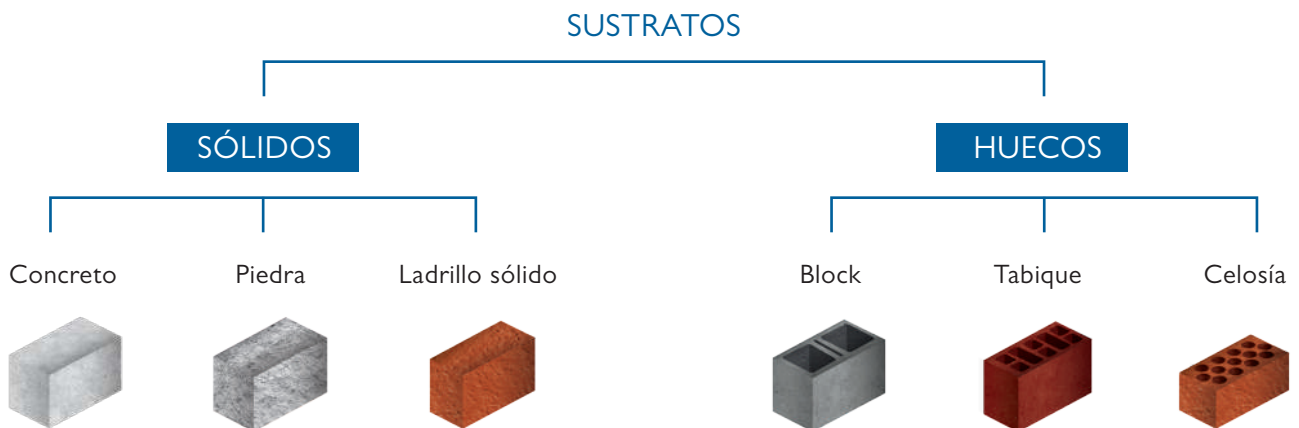 SUSTRATOS
SÓLIDOS
HUECOS
Concreto
Piedra
Ladrillo sólido
Block
Tabique
Celosía